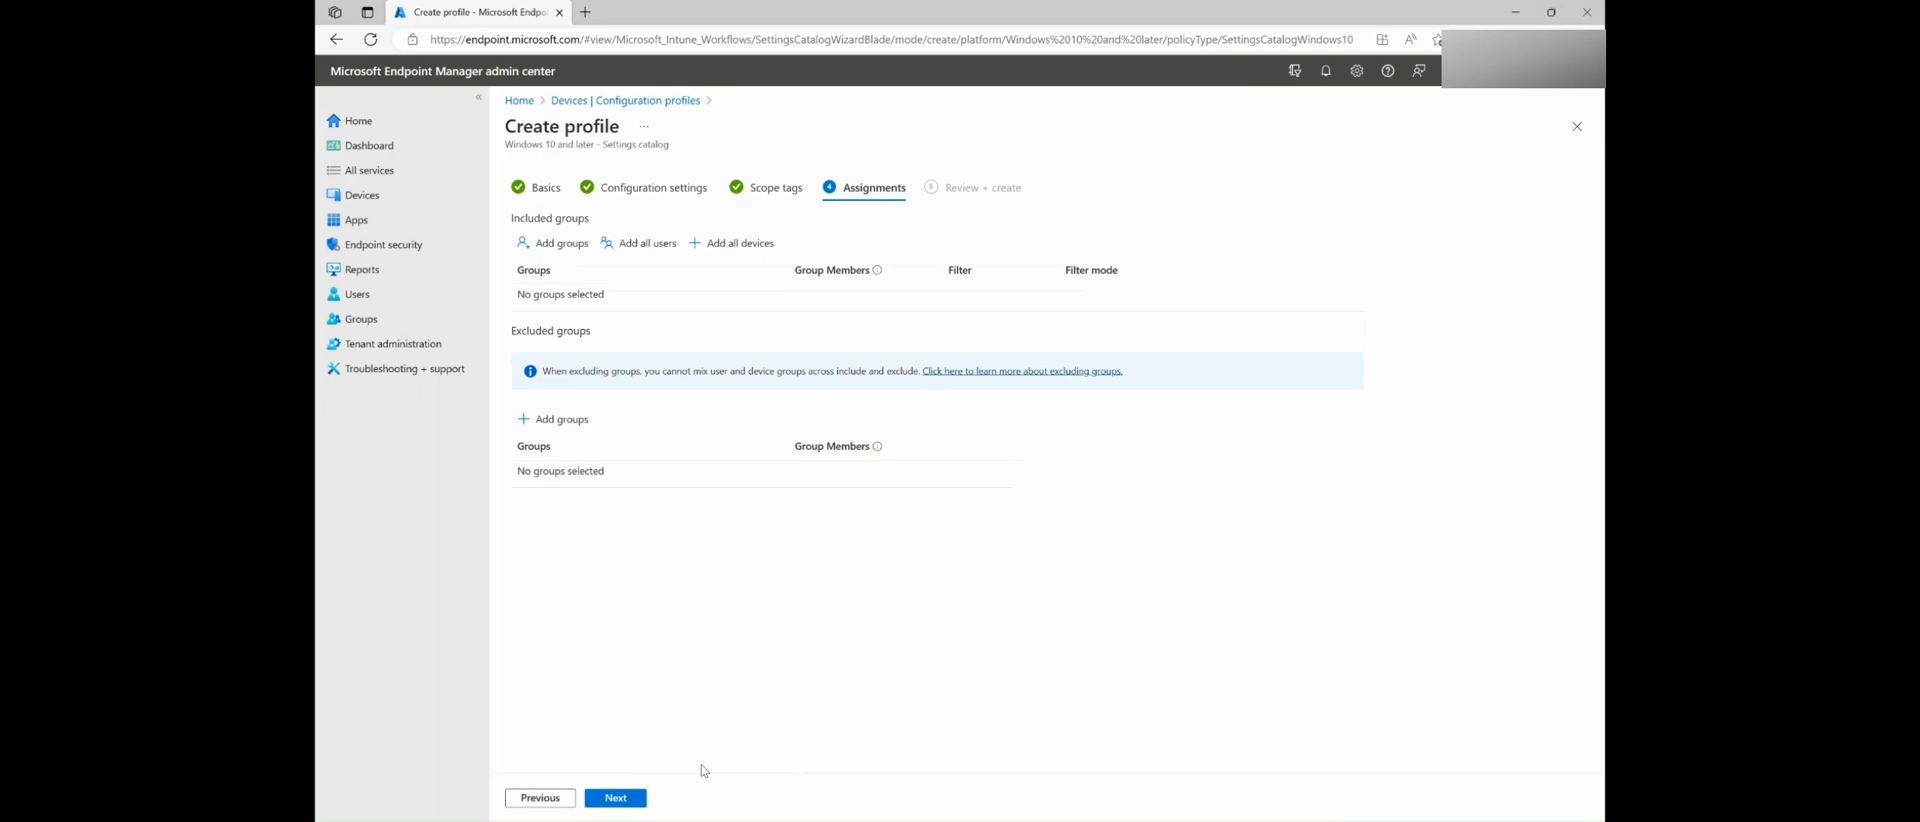 Create profile - Microsoft Endpo
https://endpoint.microsoft.com/#view/Microsoft_Intune_Workflows/SettingsCatalogWizardBlade/mode/create/platform/Windows%2010%20and%20later/policyType/SettingsCatalogWindows10
Microsoft Endpoint Manager admin center
Home
Dashboard
All services
Devices
Apps
Endpoint security
Reports
Users
Groups
Tenant administration
Troubleshooting + support
Home > Devices | Configuration profiles >
Create profile ...
Windows 10 and later - Settings catalog
Basics Configuration settings Scope tags 4 Assignments 5 Review + create
Included groups
Add groups Add all users + Add all devices
Groups Group Members Filter Filter mode
No groups selected
Excluded groups
When excluding groups, you cannot mix user and device groups across include and exclude. Click here to learn more about excluding groups.
+ Add groups
Groups Group Members
No groups selected
Previous Next